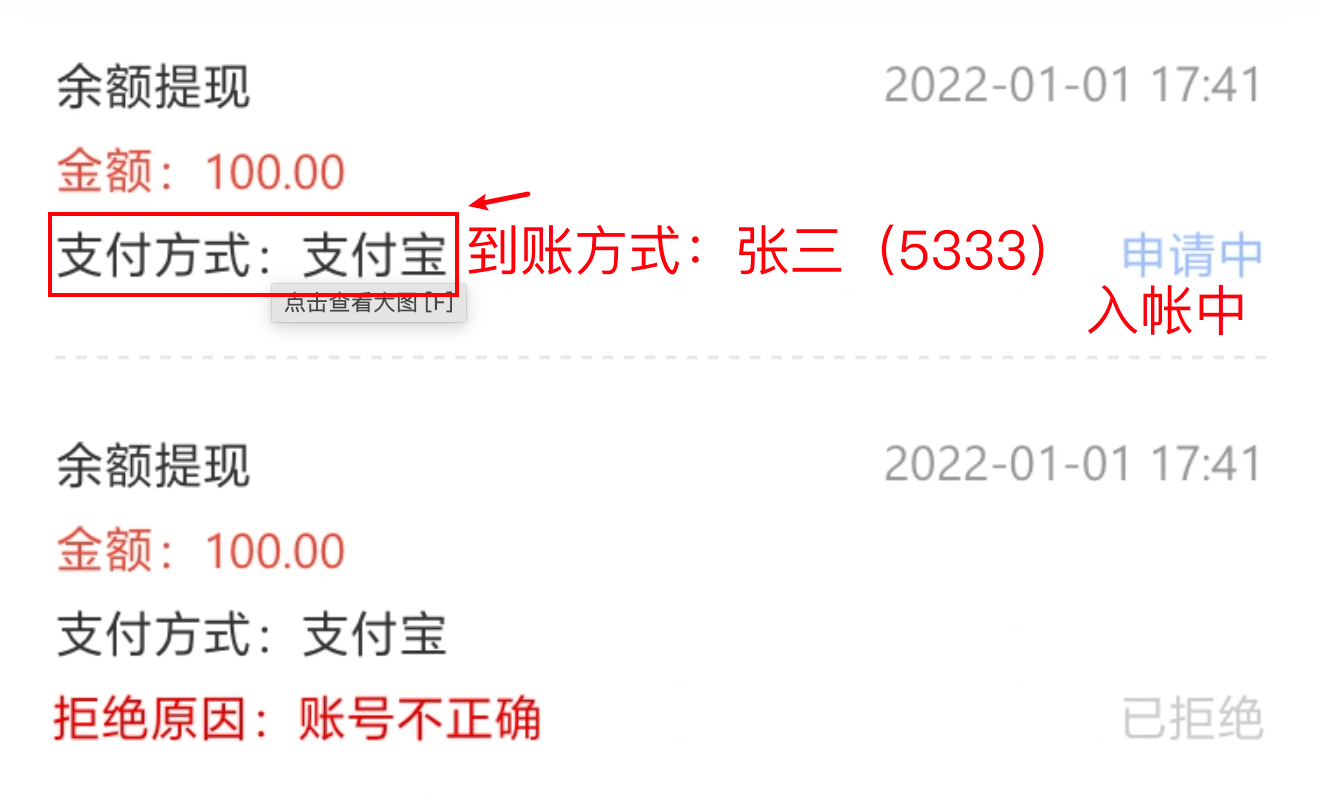 余额提现 2022-01-01 17:41
金额：100.00
支付方式：支付宝 到账方式：张三（5333） 申请中
点击查看大图 [F] 入帐中
余额提现 2022-01-01 17:41
金额：100.00
支付方式：支付宝
拒绝原因：账号不正确 已拒绝